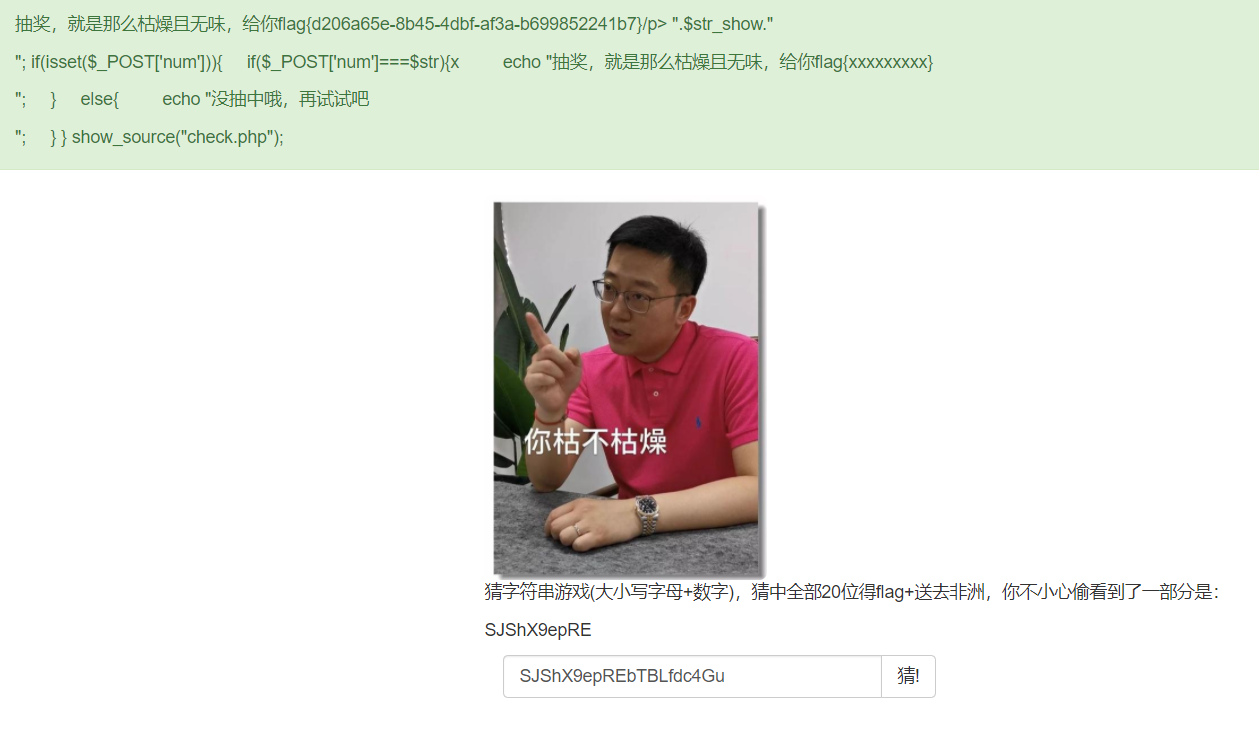 抽奖，就是那么枯燥且无味，给你flag{d206a65e-8b45-4dbf-af3a-b699852241b7}/p> ".$str_show."
"; if(isset($_POST['num'])){ if($_POST['num']===$str){x echo "抽奖，就是那么枯燥且无味，给你flag{xxxxxxxxx}
"; } else{ echo "没抽中哦，再试试吧
"; } } show_source("check.php");
你枯不枯燥
猜字符串游戏(大小写字母+数字)，猜中全部20位得flag+送去非洲，你不小心偷看到了一部分是：
SJShX9epRE
SJShX9epREbTBLfdc4Gu 猜!